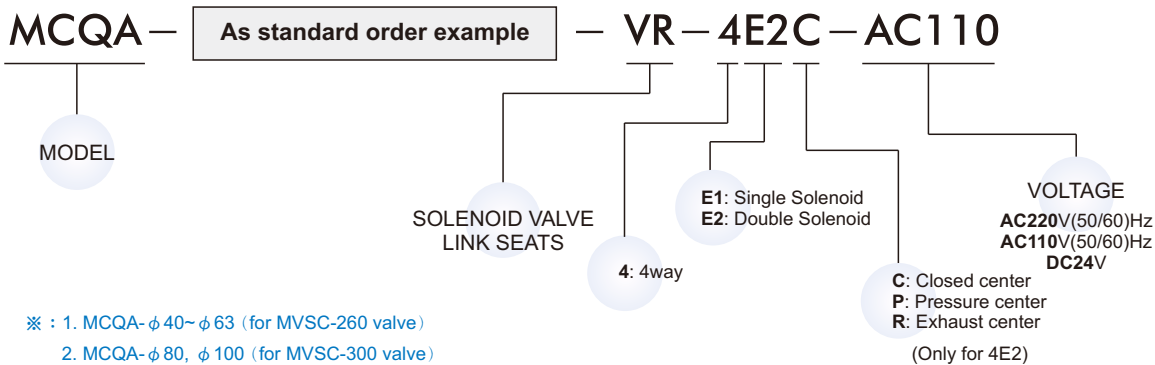 MCQA — As standard order example — VR — 4E2C — AC110
MODEL
SOLENOID VALVE
LINK SEATS
4: 4way
E1: Single Solenoid
E2: Double Solenoid
C: Closed center
P: Pressure center
R: Exhaust center
(Only for 4E2)
VOLTAGE
AC220V(50/60)Hz
AC110V(50/60)Hz
DC24V
※：1. MCQA-φ40~φ63（for MVSC-260 valve）
2. MCQA-φ80, φ100（for MVSC-300 valve）